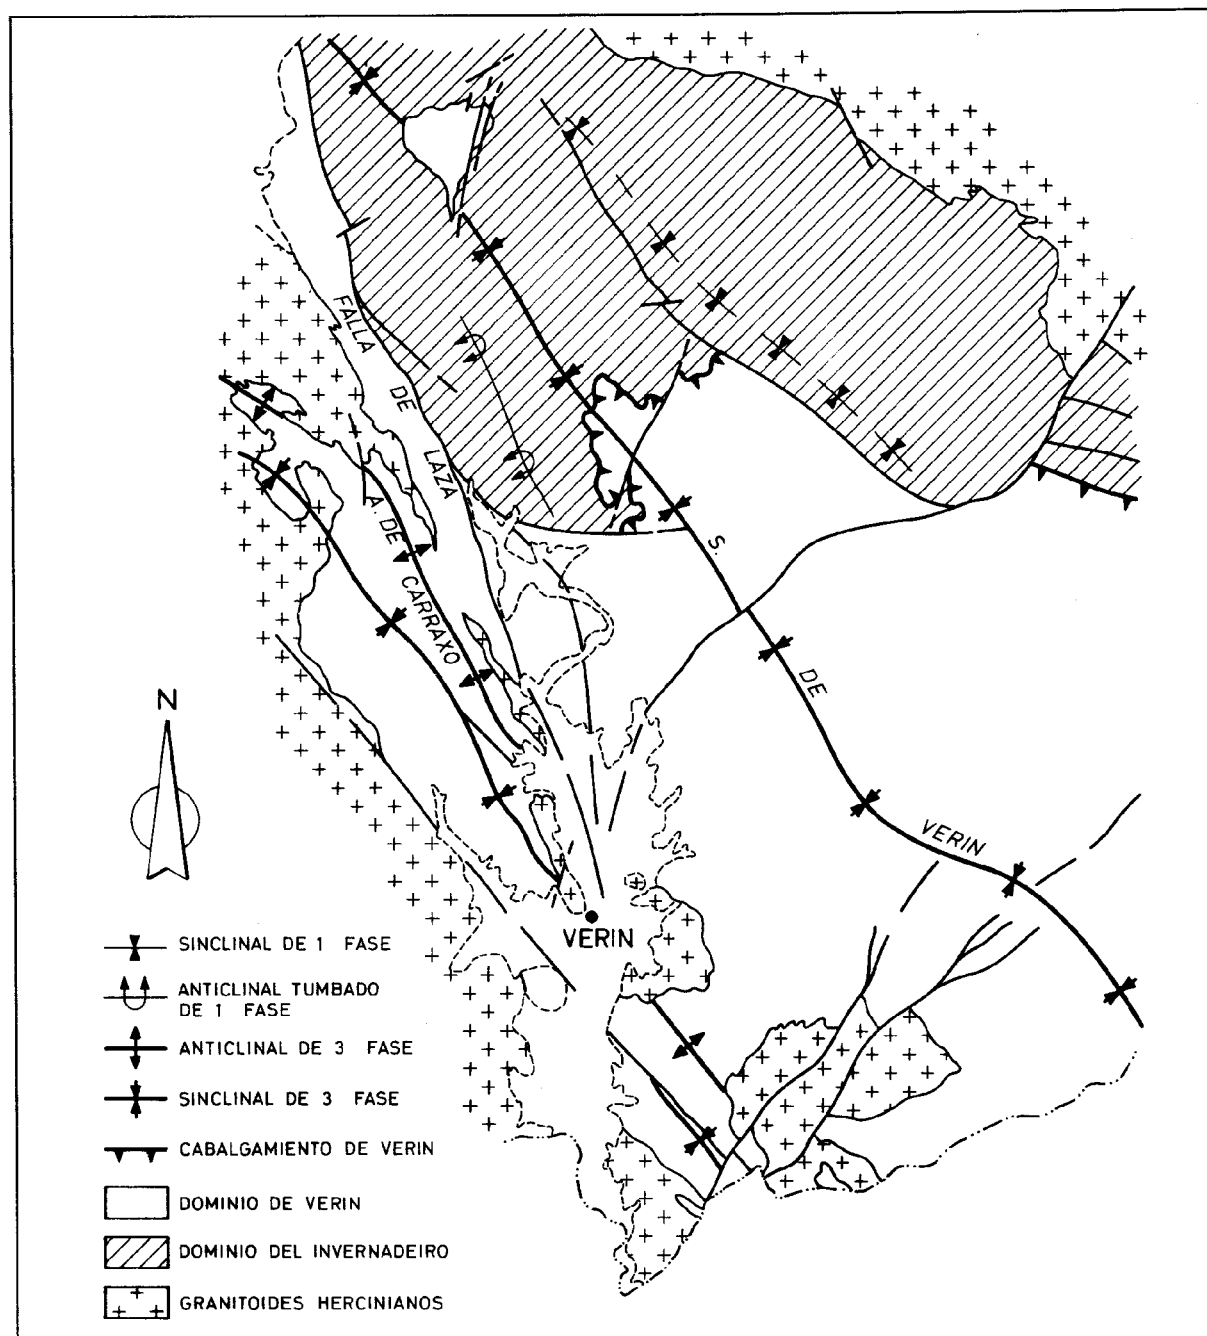 FALLA
DE
LAZA
A. DE
CARRAXO
S.
DE
VERIN
N
VERIN
SINCLINAL DE 1 FASE
ANTICLINAL TUMBADO
DE 1 FASE
ANTICLINAL DE 3 FASE
SINCLINAL DE 3 FASE
CABALGAMIENTO DE VERIN
DOMINIO DE VERIN
DOMINIO DEL INVERNADEIRO
GRANITOIDES HERCINIANOS